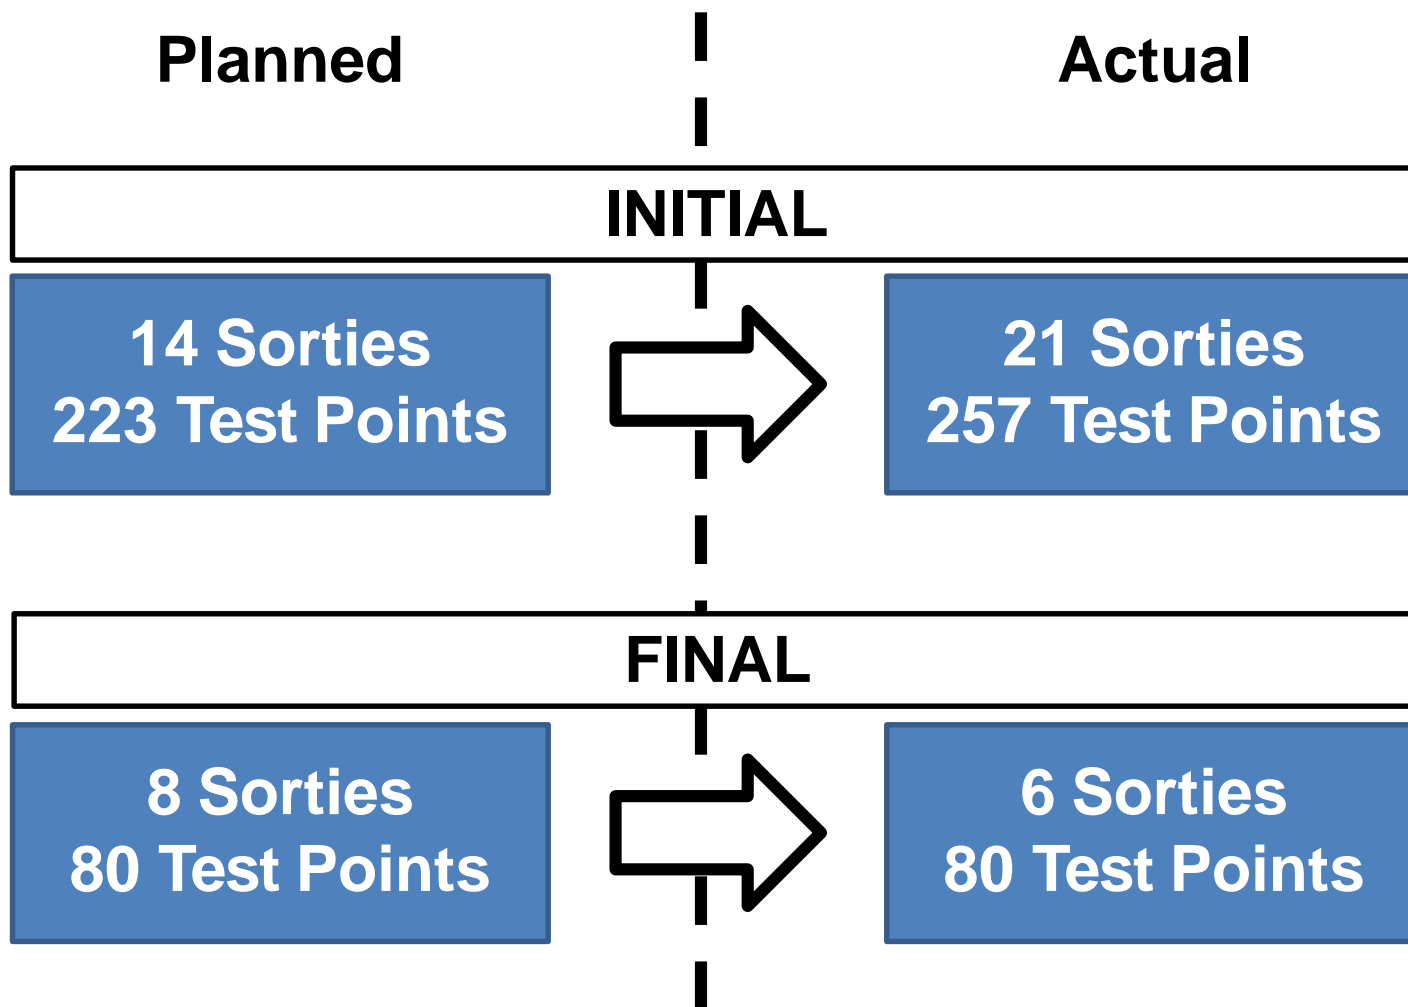 Planned
Actual
INITIAL
14 Sorties
223 Test Points
21 Sorties
257 Test Points
FINAL
8 Sorties
80 Test Points
6 Sorties
80 Test Points